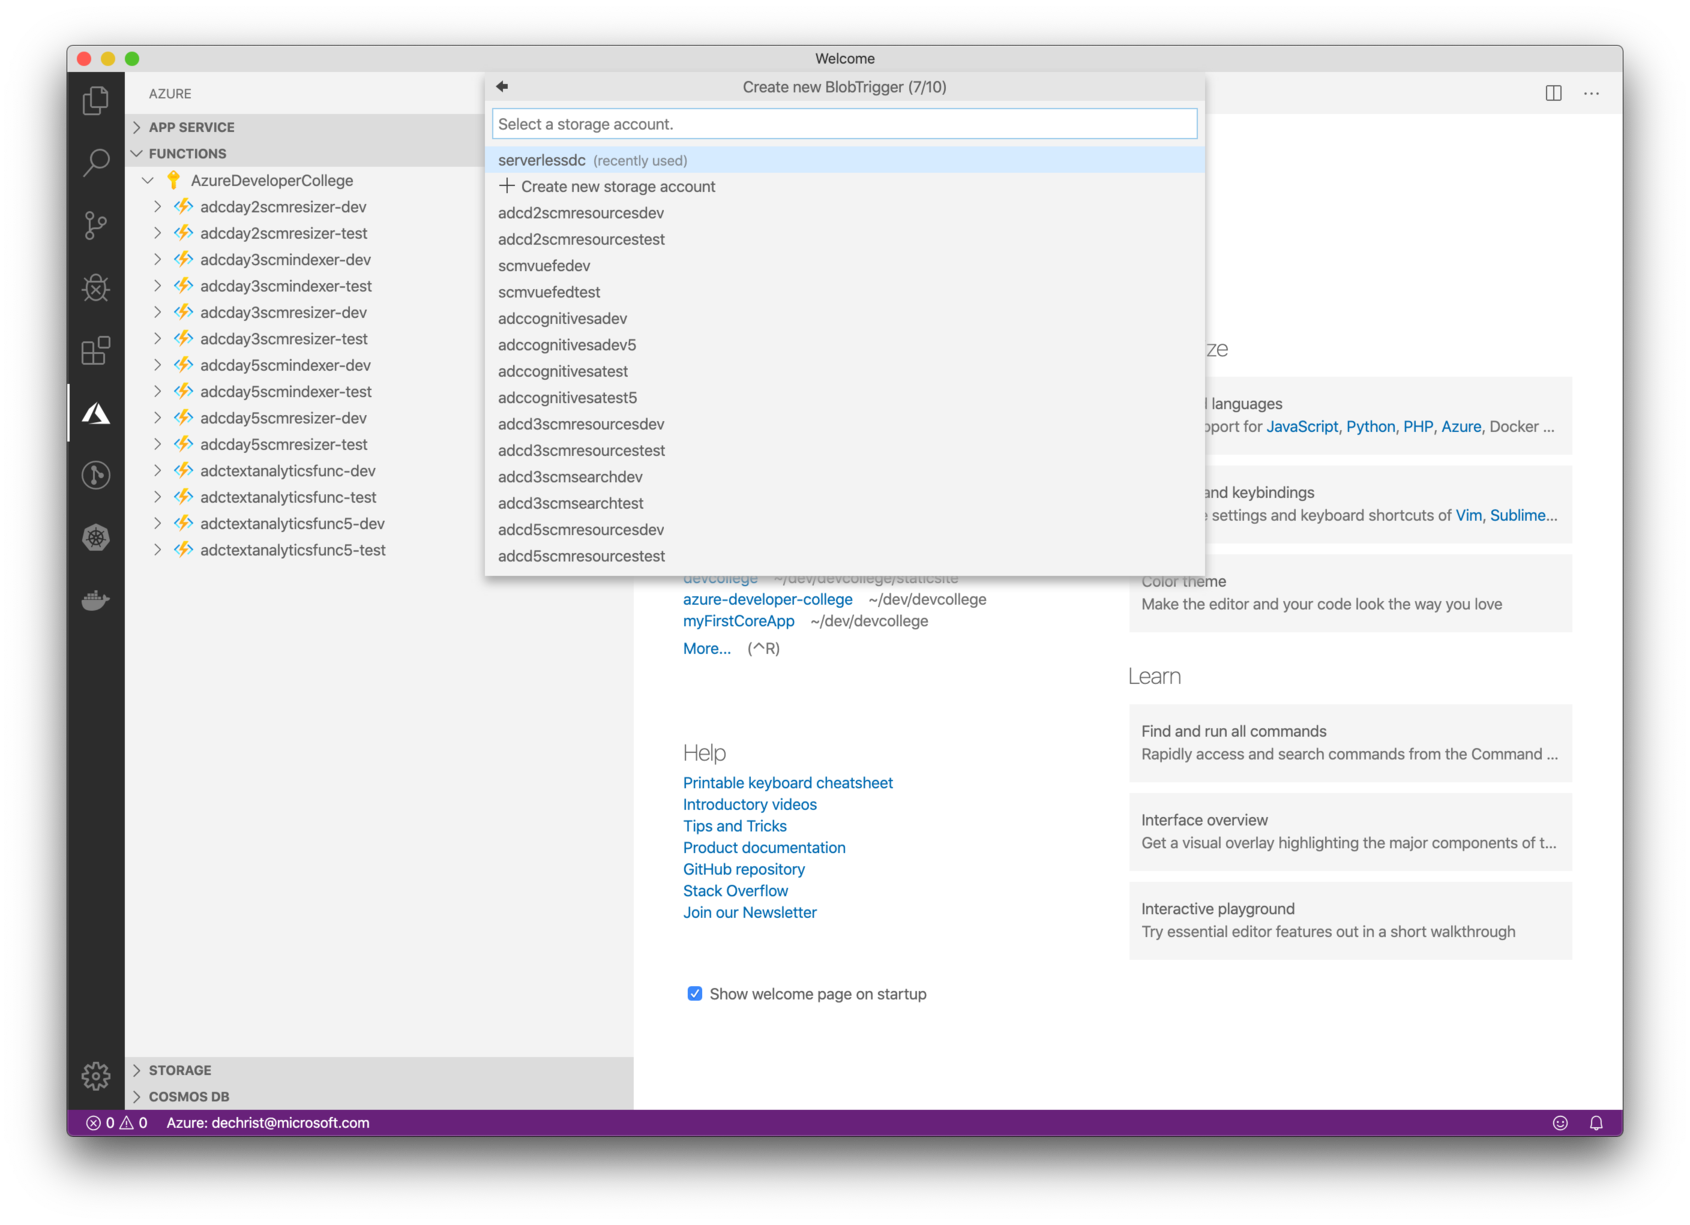 Welcome
AZURE
APP SERVICE
FUNCTIONS
AzureDeveloperCollege
adcday2scmresizer-dev
adcday2scmresizer-test
adcday3scmindexer-dev
adcday3scmindexer-test
adcday3scmresizer-dev
adcday3scmresizer-test
adcday5scmindexer-dev
adcday5scmindexer-test
adcday5scmresizer-dev
adcday5scmresizer-test
adctextanalyticsfunc-dev
adctextanalyticsfunc-test
adctextanalyticsfunc5-dev
adctextanalyticsfunc5-test
STORAGE
COSMOS DB
Create new BlobTrigger (7/10)
Select a storage account.
serverlessdc (recently used)
+ Create new storage account
adcd2scmresourcesdev
adcd2scmresourcestest
scmvuefedev
scmvuefedtest
adccognitivesadev
adccognitivesadev5
adccognitivesatest
adccognitivesatest5
adcd3scmresourcesdev
adcd3scmresourcestest
adcd3scmsearchdev
adcd3scmsearchtest
adcd5scmresourcesdev
adcd5scmresourcestest
devcollege ~/dev/devcollege/staticsite
azure-developer-college ~/dev/devcollege
myFirstCoreApp ~/dev/devcollege
More... (^R)
Help
Printable keyboard cheatsheet
Introductory videos
Tips and Tricks
Product documentation
GitHub repository
Stack Overflow
Join our Newsletter
Show welcome page on startup
ze
languages
port for JavaScript, Python, PHP, Azure, Docker ...
and keybindings
settings and keyboard shortcuts of Vim, Sublime...
Color theme
Make the editor and your code look the way you love
Learn
Find and run all commands
Rapidly access and search commands from the Command ...
Interface overview
Get a visual overlay highlighting the major components of t...
Interactive playground
Try essential editor features out in a short walkthrough
0 0 Azure: dechrist@microsoft.com